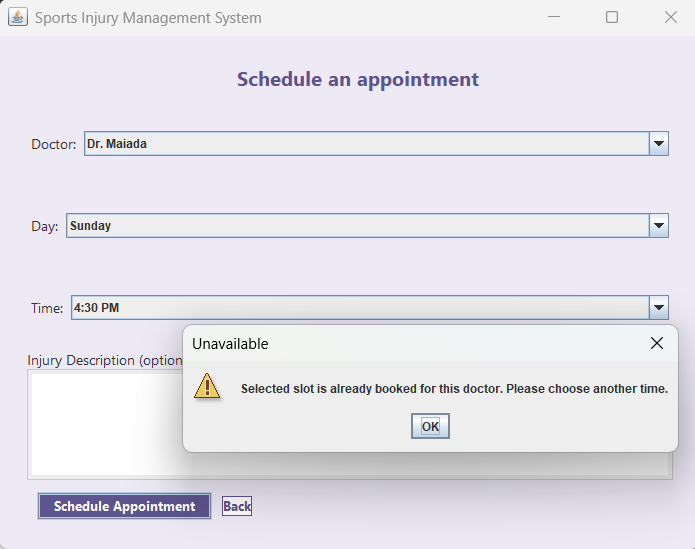 Sports Injury Management System
Schedule an appointment
Doctor: Dr. Maiada
Day: Sunday
Time: 4:30 PM
Unavailable
Injury Description (option
Selected slot is already booked for this doctor. Please choose another time.
OK
Schedule Appointment Back